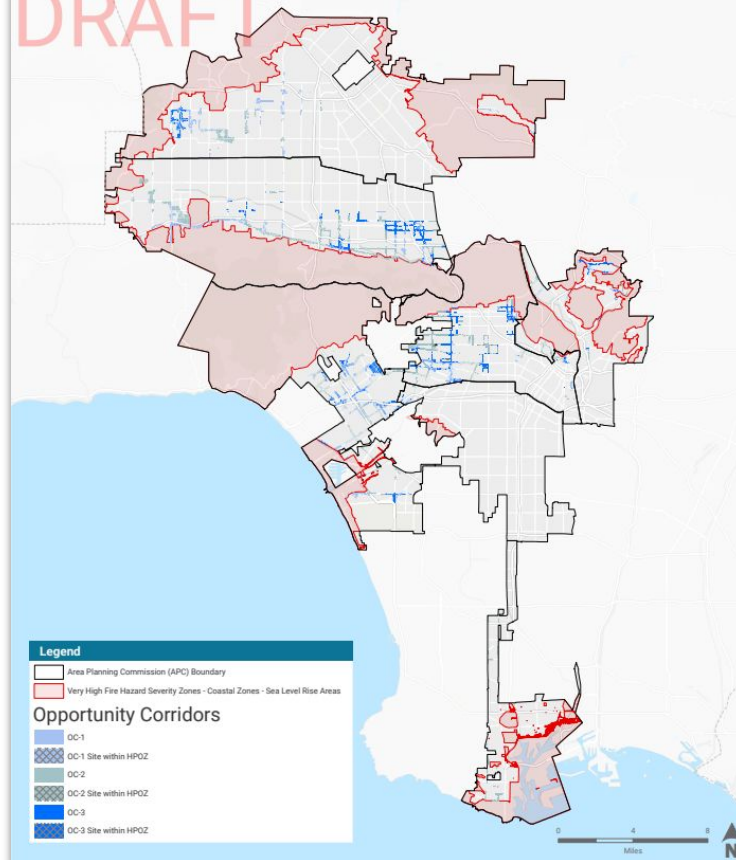 DRAFT
Legend
Area Planning Commission (APC) Boundary
Very High Fire Hazard Severity Zones - Coastal Zones - Sea Level Rise Areas
Opportunity Corridors
OC-1
OC-1 Site within HPOZ
OC-2
OC-2 Site within HPOZ
OC-3
OC-3 Site within HPOZ
0 4 8
Miles
N